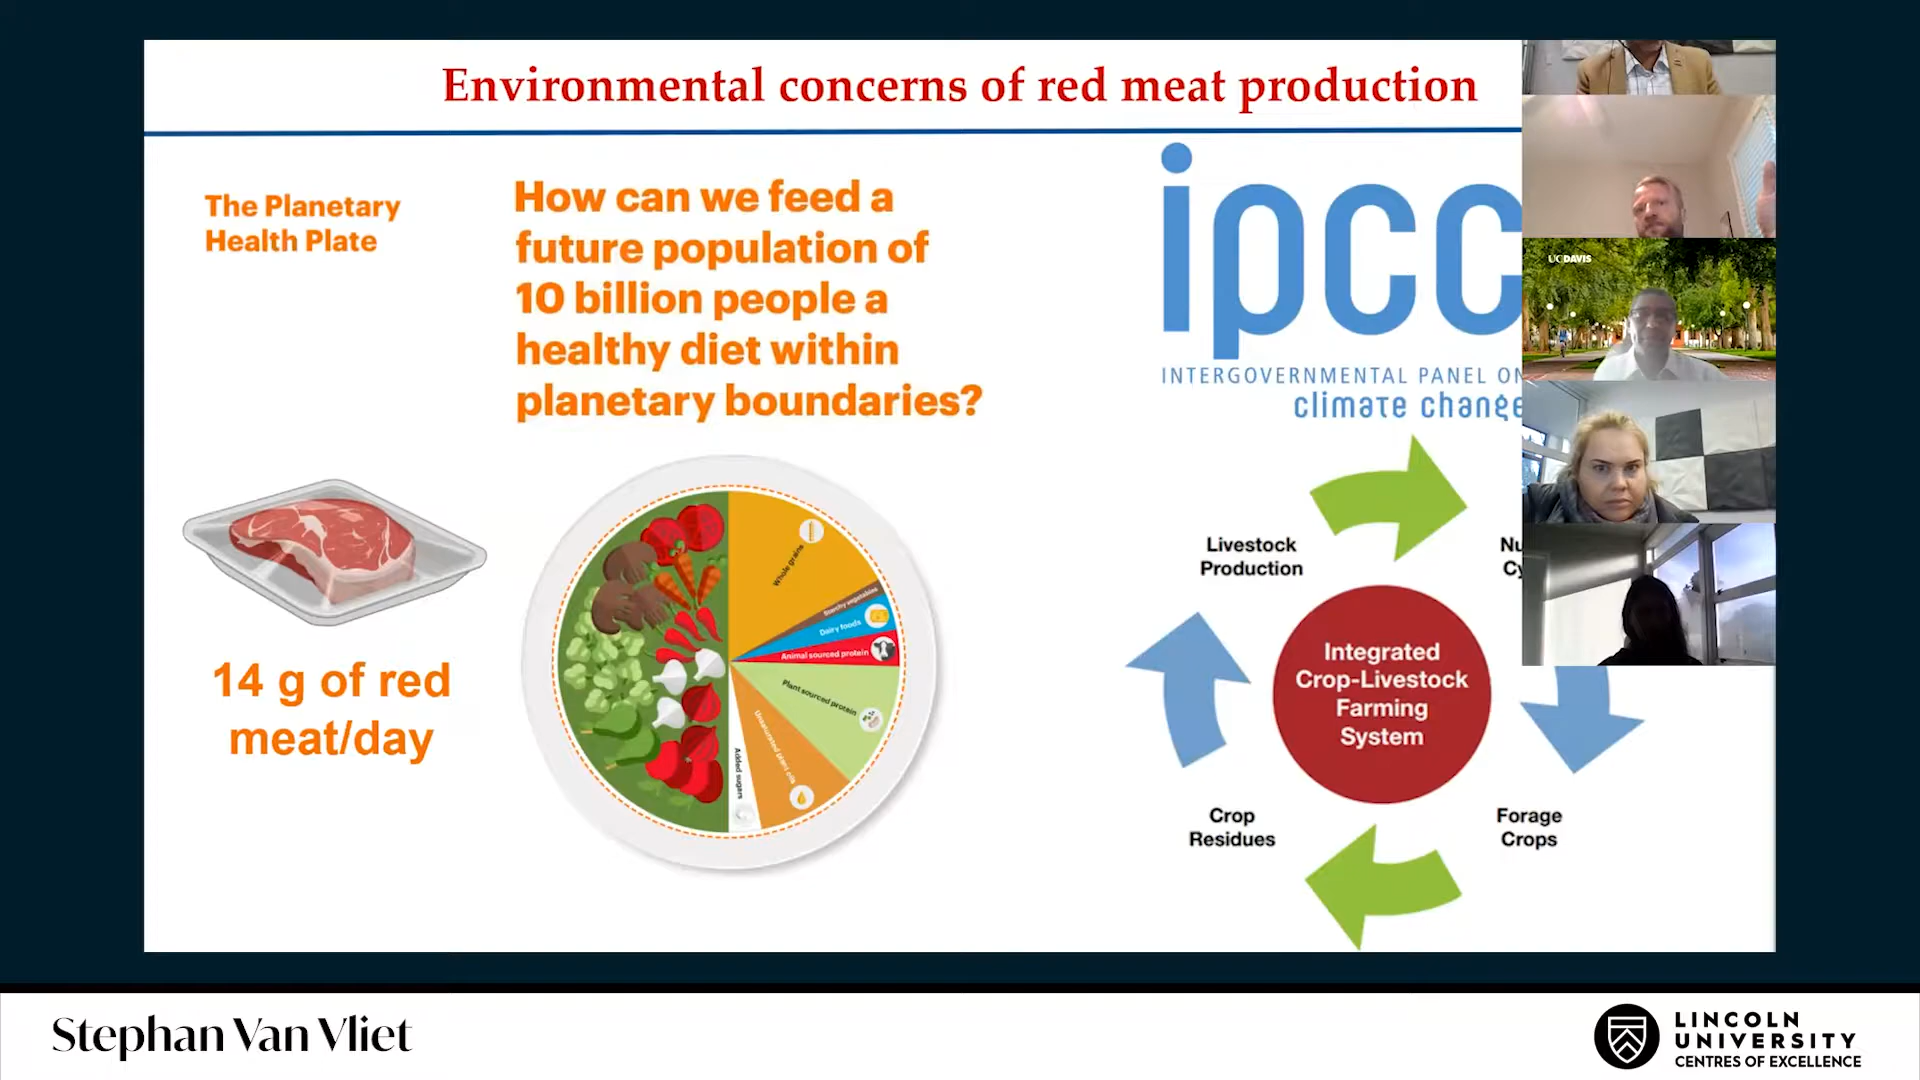 Environmental concerns of red meat production
The Planetary
Health Plate
How can we feed a
future population of
10 billion people a
healthy diet within
planetary boundaries?
14 g of red
meat/day
Whole grains
Starchy vegetables
Dairy foods
Animal sourced protein
Plant sourced protein
Unsaturated plant oils
Added sugars
ipcc
INTERGOVERNMENTAL PANEL ON
climate change
Livestock
Production
Nu
Cy
Integrated
Crop-Livestock
Farming
System
Crop
Residues
Forage
Crops
UCDAVIS
Stephan Van Vliet
LINCOLN
UNIVERSITY
CENTRES OF EXCELLENCE